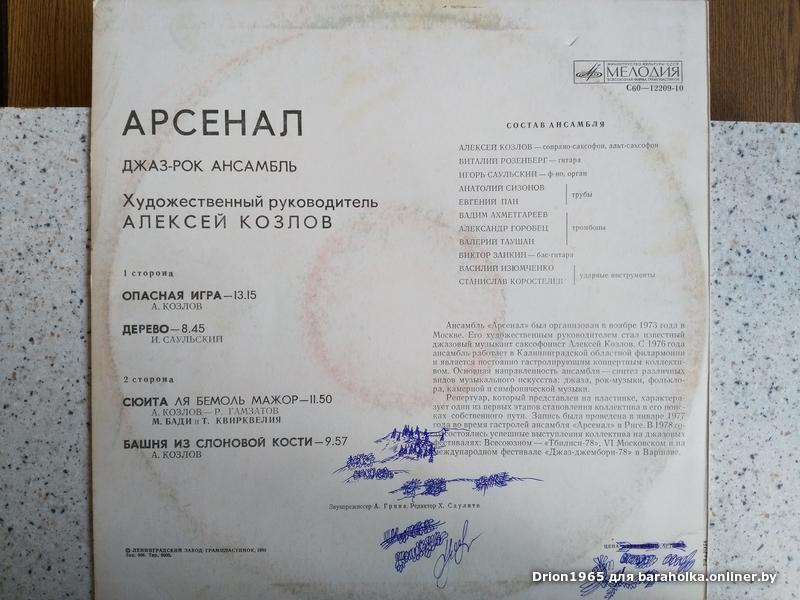 МИНИСТЕРСТВО КУЛЬТУРЫ СССР
МЕЛОДИЯ
ВСЕСОЮЗНАЯ ФИРМА ГРАМПЛАСТИНОК
С60—12209-10
АРСЕНАЛ
ДЖАЗ-РОК АНСАМБЛЬ
Художественный руководитель
АЛЕКСЕЙ КОЗЛОВ
1 сторона
ОПАСНАЯ ИГРА—13.15
А. КОЗЛОВ
ДЕРЕВО—8.45
И. САУЛЬСКИЙ
2 сторона
СЮИТА ЛЯ БЕМОЛЬ МАЖОР—11.50
А. КОЗЛОВ—Р. ГАМЗАТОВ
М. БАДИ и Т. КВИРКВЕЛИЯ
БАШНЯ ИЗ СЛОНОВОЙ КОСТИ—9.57
А. КОЗЛОВ
СОСТАВ АНСАМБЛЯ
АЛЕКСЕЙ КОЗЛОВ — сопрано-саксофон, альт-саксофон
ВИТАЛИЙ РОЗЕНБЕРГ — гитара
ИГОРЬ САУЛЬСКИЙ — ф-но, орган
АНАТОЛИЙ СИЗОНОВ
ЕВГЕНИЙ ПАН
трубы
ВАДИМ АХМЕТГАРЕЕВ
АЛЕКСАНДР ГОРОБЕЦ
ВАЛЕРИЙ ТАУШАН
тромбоны
ВИКТОР ЗАИКИН — бас-гитара
ВАСИЛИЙ ИЗЮМЧЕНКО
СТАНИСЛАВ КОРОСТЕЛЕВ
ударные инструменты
Ансамбль «Арсенал» был организован в ноябре 1973 года в
Москве. Его художественным руководителем стал известный
джазовый музыкант саксофонист Алексей Козлов. С 1976 года
ансамбль работает в Калининградской областной филармонии
и является постоянно гастролирующим концертным коллекти-
вом. Основная направленность ансамбля — синтез различных
видов музыкального искусства: джаза, рок-музыки, фолькло-
ра, камерной и симфонической музыки.
Репертуар, который представлен на пластинке, характери-
зует один из первых этапов становления коллектива в его поис-
ках собственного пути. Запись была проведена в январе 1977
года во время гастролей ансамбля «Арсенал» в Риге. В 1978 го-
состоялись успешные выступления коллектива на джазовых
фестивалях: Всесоюзном — «Тбилиси-78», VI Московском и на
международном фестивале «Джаз-джембори-78» в Варшаве.
Звукорежиссер А. Грива, Редактор Х. Саулите
© ЛЕНИНГРАДСКИЙ ЗАВОД ГРАМПЛАСТИНОК, 1980
ЦЕНА
Drion1965 для baraholka.onliner.by